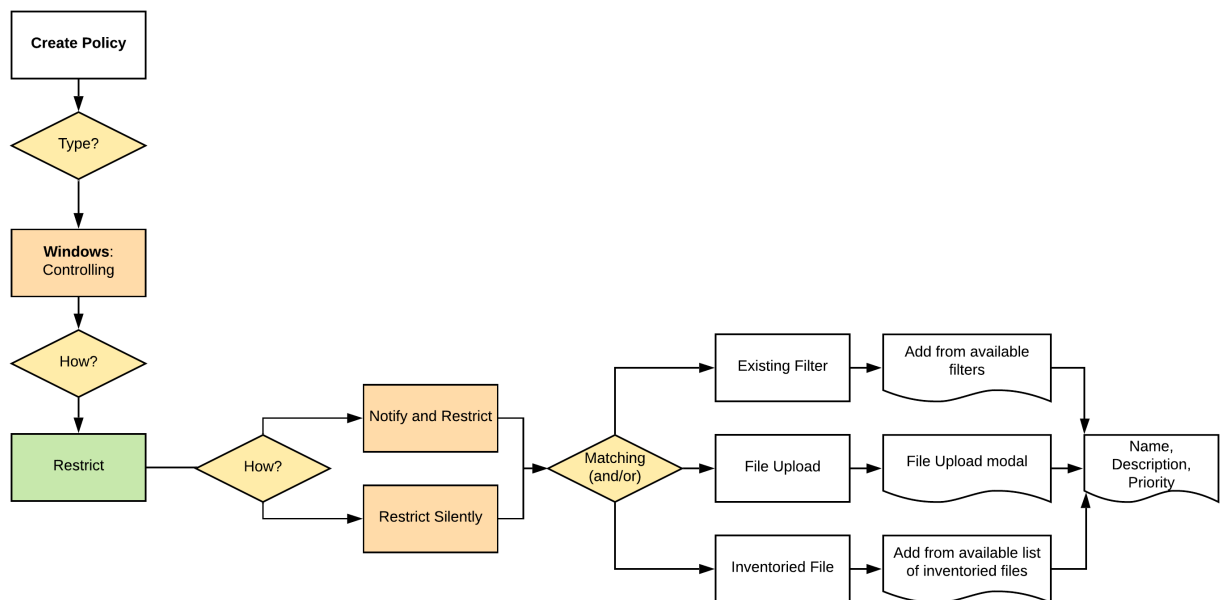 Create Policy
Type?
Windows:
Controlling
How?
Restrict
How?
Notify and Restrict
Restrict Silently
Matching
(and/or)
Existing Filter
Add from available
filters
File Upload
File Upload modal
Inventoried File
Add from available list
of inventoried files
Name,
Description,
Priority